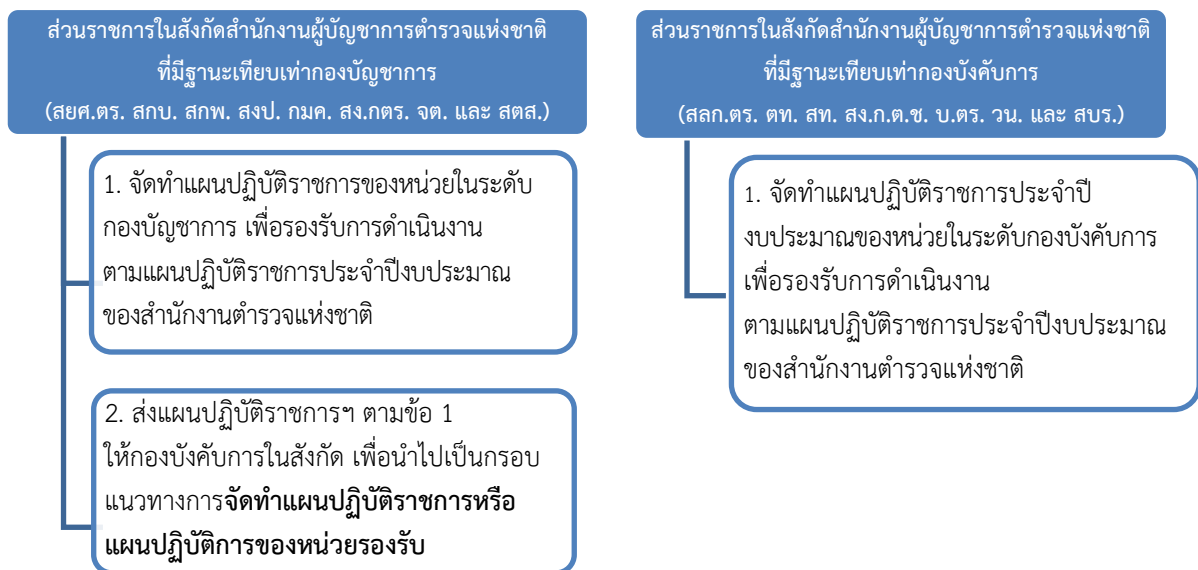 ส่วนราชการในสังกัดสำนักงานผู้บัญชาการตำรวจแห่งชาติ
ที่มีฐานะเทียบเท่ากองบัญชาการ
(สยศ.ตร. สกบ. สกพ. สงป. กมค. สง.กตร. จต. และ สตส.)
1. จัดทำแผนปฏิบัติราชการของหน่วยในระดับ
กองบัญชาการ เพื่อรองรับการดำเนินงาน
ตามแผนปฏิบัติราชการประจำปีงบประมาณ
ของสำนักงานตำรวจแห่งชาติ
2. ส่งแผนปฏิบัติราชการฯ ตามข้อ 1
ให้กองบังคับการในสังกัด เพื่อนำไปเป็นกรอบ
แนวทางการจัดทำแผนปฏิบัติราชการหรือ
แผนปฏิบัติการของหน่วยรองรับ
ส่วนราชการในสังกัดสำนักงานผู้บัญชาการตำรวจแห่งชาติ
ที่มีฐานะเทียบเท่ากองบังคับการ
(สลก.ตร. ตท. สท. สง.ก.ต.ช. บ.ตร. วน. และ สบร.)
1. จัดทำแผนปฏิบัติราชการประจำปี
งบประมาณของหน่วยในระดับกองบังคับการ
เพื่อรองรับการดำเนินงาน
ตามแผนปฏิบัติราชการประจำปีงบประมาณ
ของสำนักงานตำรวจแห่งชาติ